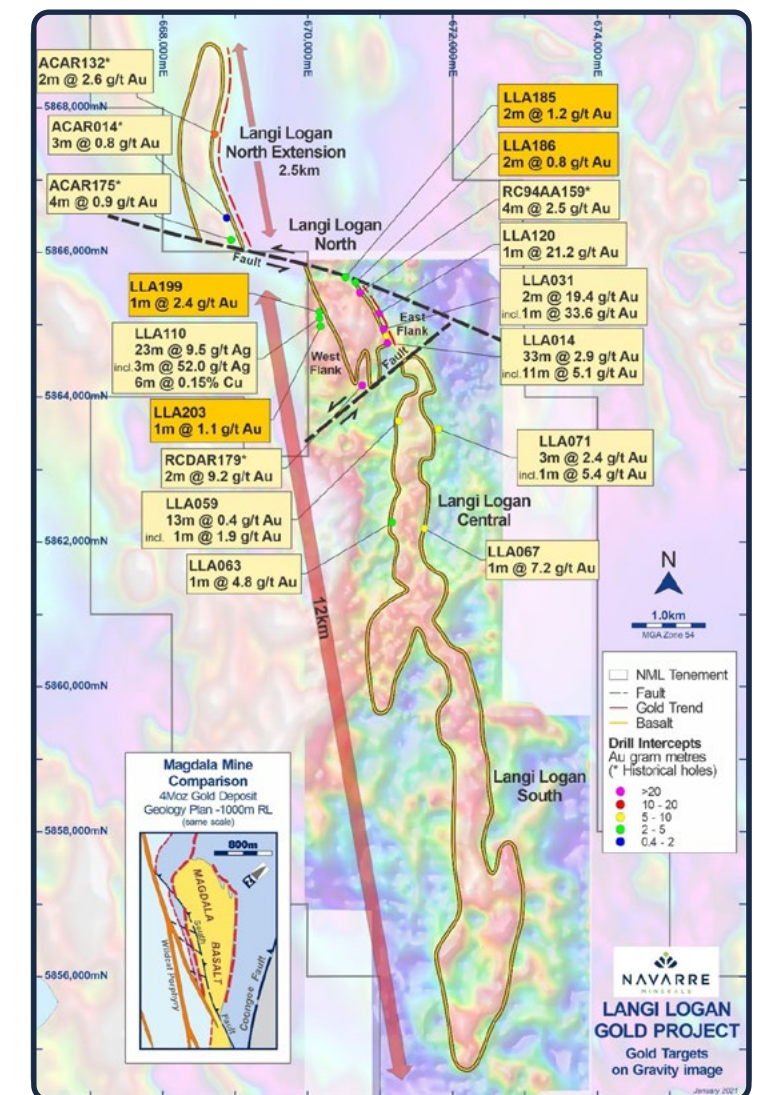 668,000mE
670,000mE
672,000mE
674,000mE
5868,000mN
5866,000mN
5864,000mN
5862,000mN
5860,000mN
5858,000mN
5856,000mN
ACAR132*
2m @ 2.6 g/t Au
ACAR014*
3m @ 0.8 g/t Au
ACAR175*
4m @ 0.9 g/t Au
Langi Logan
North Extension
2.5km
Langi Logan
North
Fault
LLA185
2m @ 1.2 g/t Au
LLA186
2m @ 0.8 g/t Au
RC94AA159*
4m @ 2.5 g/t Au
LLA120
1m @ 21.2 g/t Au
LLA031
2m @ 19.4 g/t Au
incl. 1m @ 33.6 g/t Au
LLA014
33m @ 2.9 g/t Au
incl. 11m @ 5.1 g/t Au
LLA199
1m @ 2.4 g/t Au
LLA110
23m @ 9.5 g/t Ag
incl. 3m @ 52.0 g/t Ag
6m @ 0.15% Cu
East
Flank
West
Flank
Fault
LLA203
1m @ 1.1 g/t Au
RCDAR179*
2m @ 9.2 g/t Au
LLA059
13m @ 0.4 g/t Au
incl. 1m @ 1.9 g/t Au
LLA063
1m @ 4.8 g/t Au
LLA071
3m @ 2.4 g/t Au
incl. 1m @ 5.4 g/t Au
Langi Logan
Central
LLA067
1m @ 7.2 g/t Au
12km
N
1.0km
MGA Zone 54
NML Tenement
Fault
Gold Trend
Basalt
Drill Intercepts
Au gram metres
(* Historical holes)
>20
10 - 20
5 - 10
2 - 5
0.4 - 2
Langi Logan
South
Magdala Mine
Comparison
4Moz Gold Deposit
Geology Plan -1000m RL
(same scale)
800m
N
MAGDALA
BASALT
South
Fault
Wildcat Porphyry
Coongee Fault
NAVARRE
MINERALS
LANGI LOGAN
GOLD PROJECT
Gold Targets
on Gravity image
January 2021